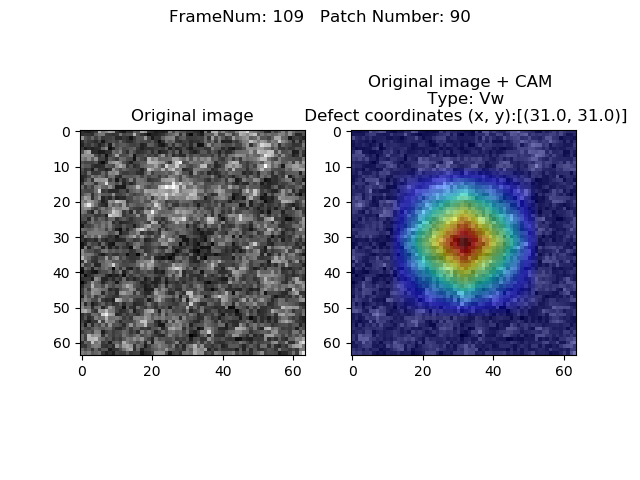 FrameNum: 109   Patch Number: 90
Original image
0
10
20
30
40
50
60
0 20 40 60
Original image + CAM
Type: Vw
Defect coordinates (x, y):[(31.0, 31.0)]
0
10
20
30
40
50
60
0 20 40 60